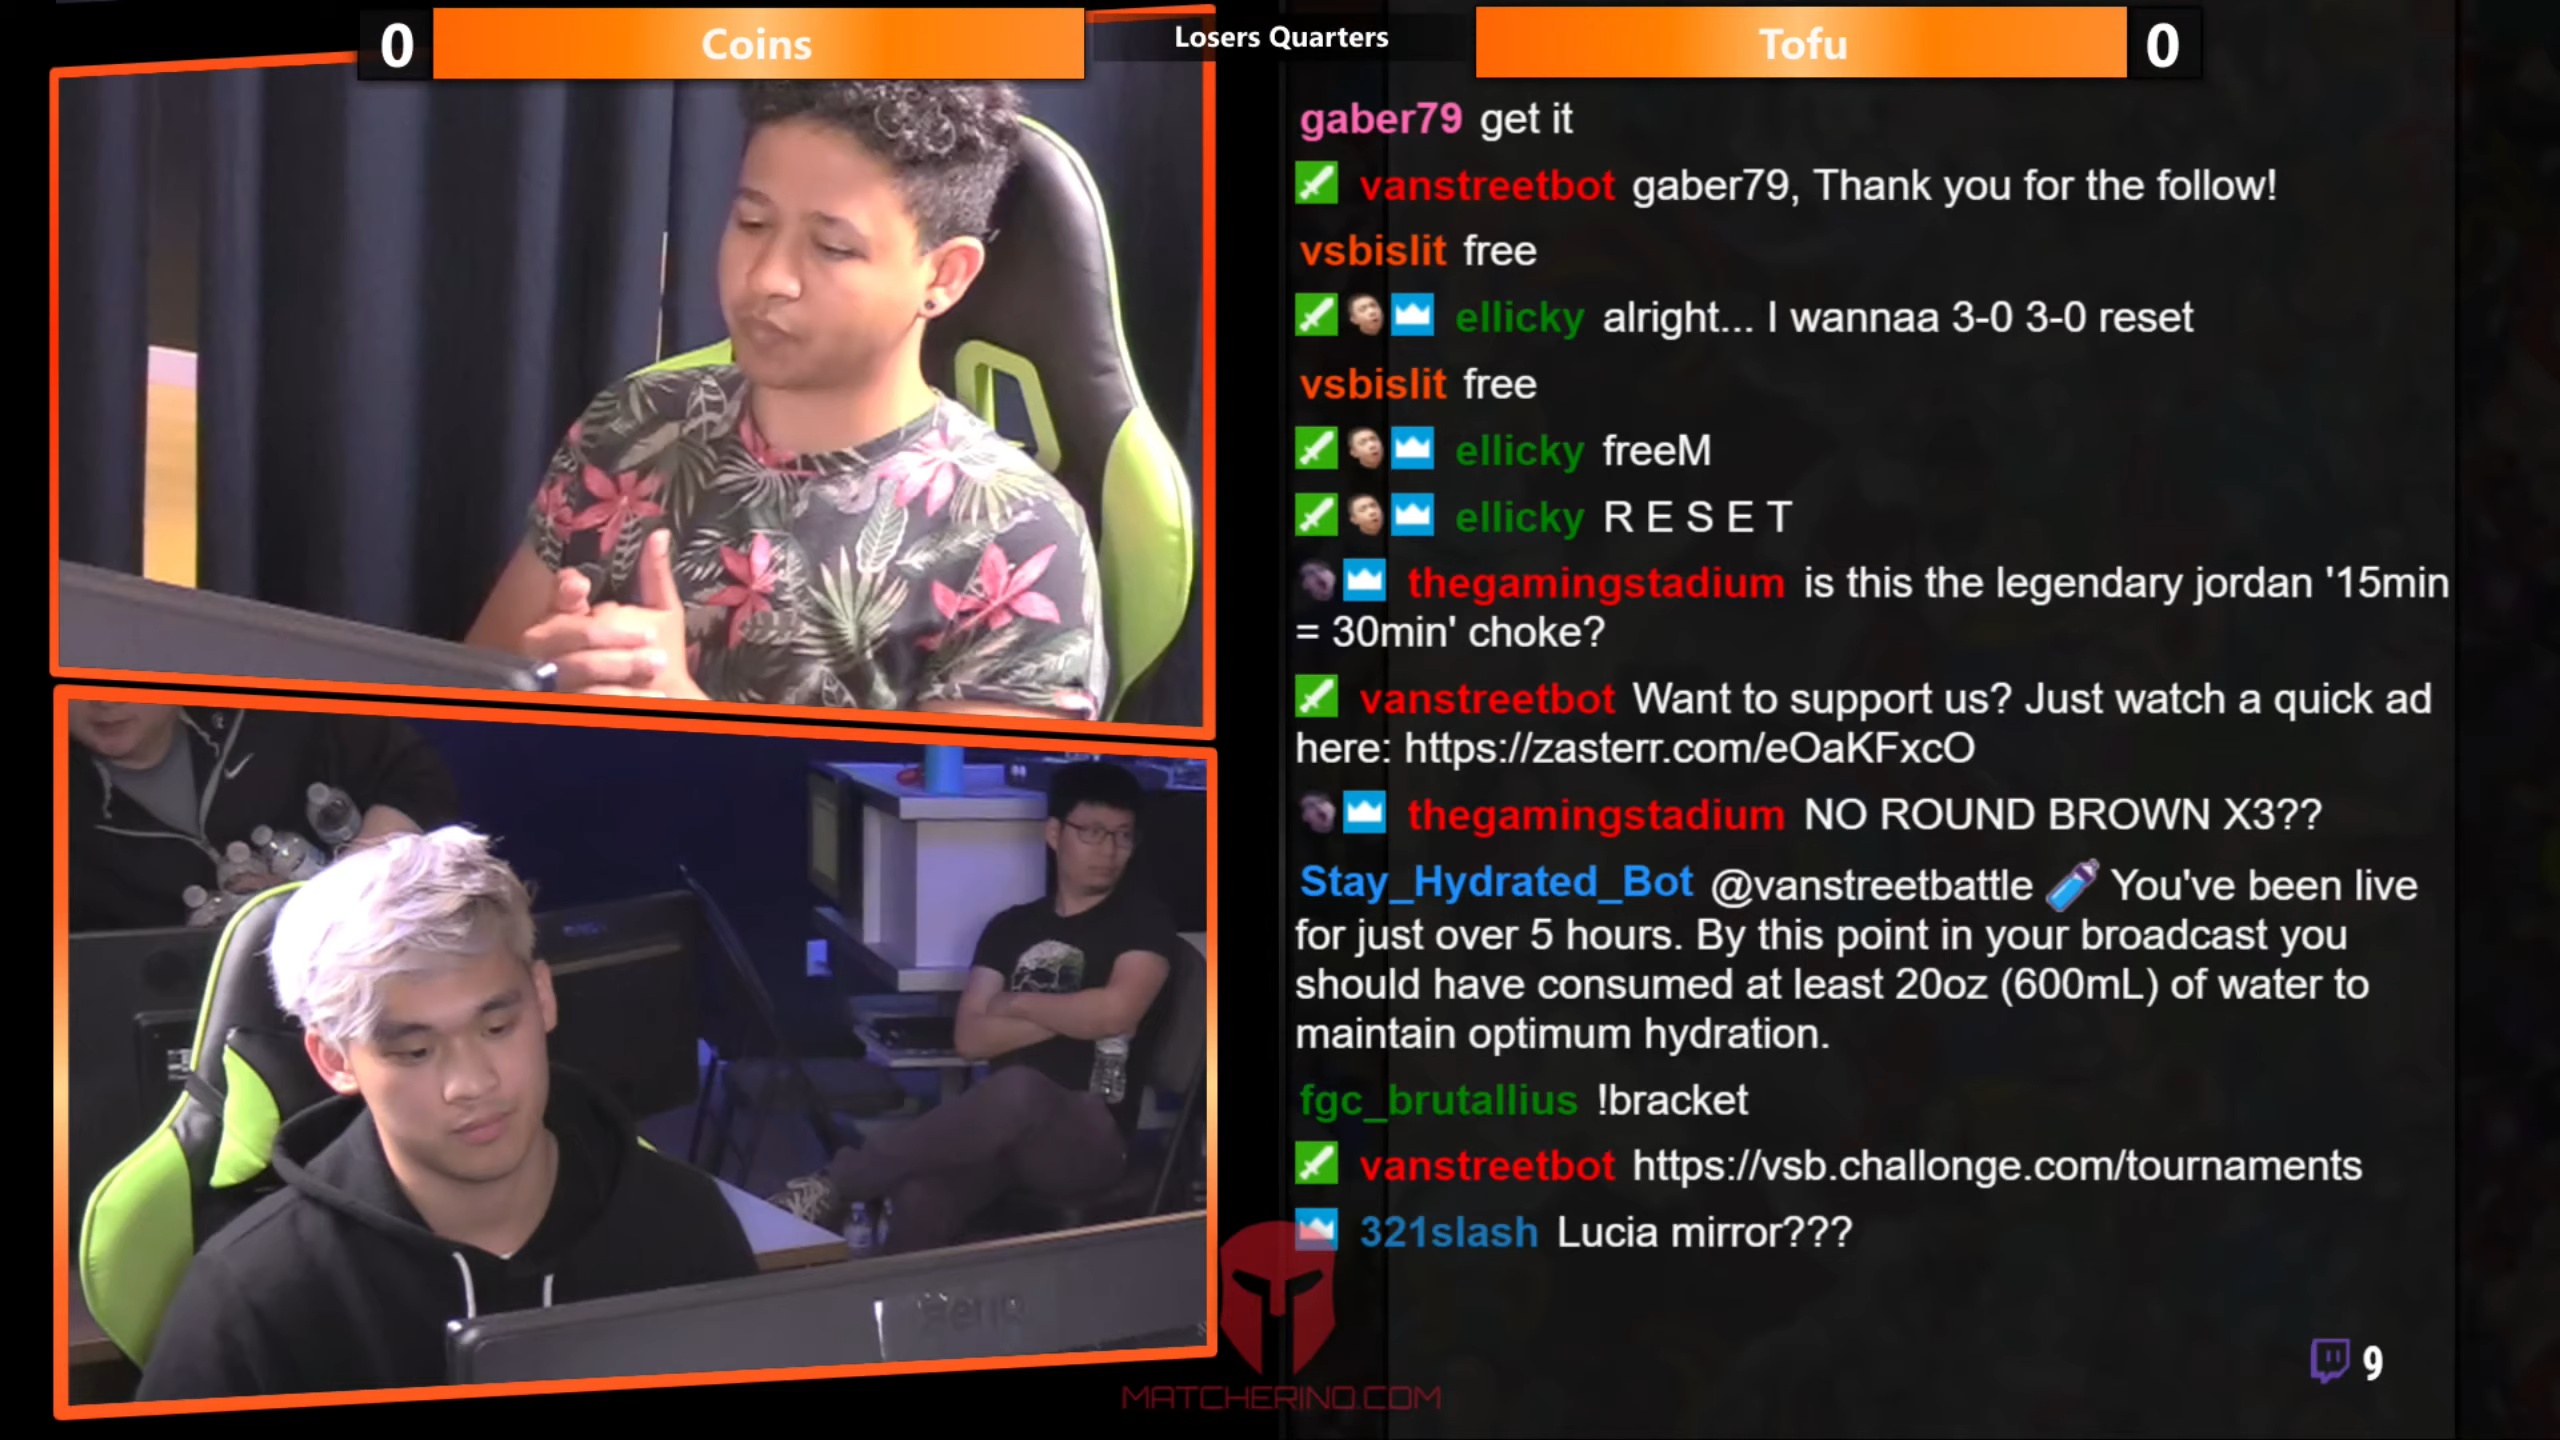 0 Coins Losers Quarters Tofu 0
gaber79 get it
vanstreetbot gaber79, Thank you for the follow!
vsbislit free
ellicky alright... I wannaa 3-0 3-0 reset
vsbislit free
ellicky freeM
ellicky R E S E T
thegamingstadium is this the legendary jordan '15min
= 30min' choke?
vanstreetbot Want to support us? Just watch a quick ad
here: https://zasterr.com/eOaKFxcO
thegamingstadium NO ROUND BROWN X3??
Stay_Hydrated_Bot @vanstreetbattle You've been live
for just over 5 hours. By this point in your broadcast you
should have consumed at least 20oz (600mL) of water to
maintain optimum hydration.
fgc_brutallius !bracket
vanstreetbot https://vsb.challonge.com/tournaments
321slash Lucia mirror???
9
MATCHERINO.COM